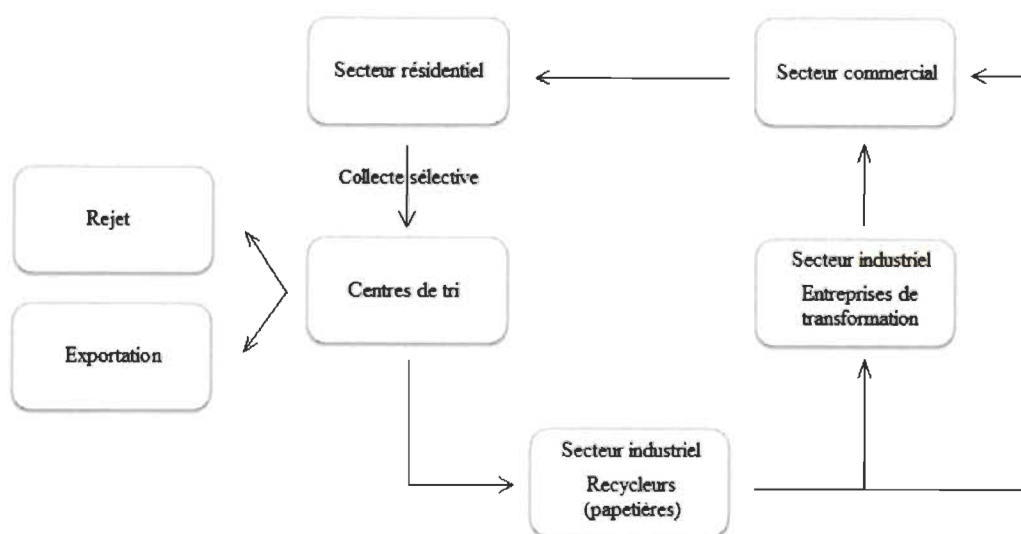 Secteur résidentiel
Secteur commercial
Collecte sélective
Rejet
Centres de tri
Secteur industriel
Entreprises de
transformation
Exportation
Secteur industriel
Recycleurs
(papetières)